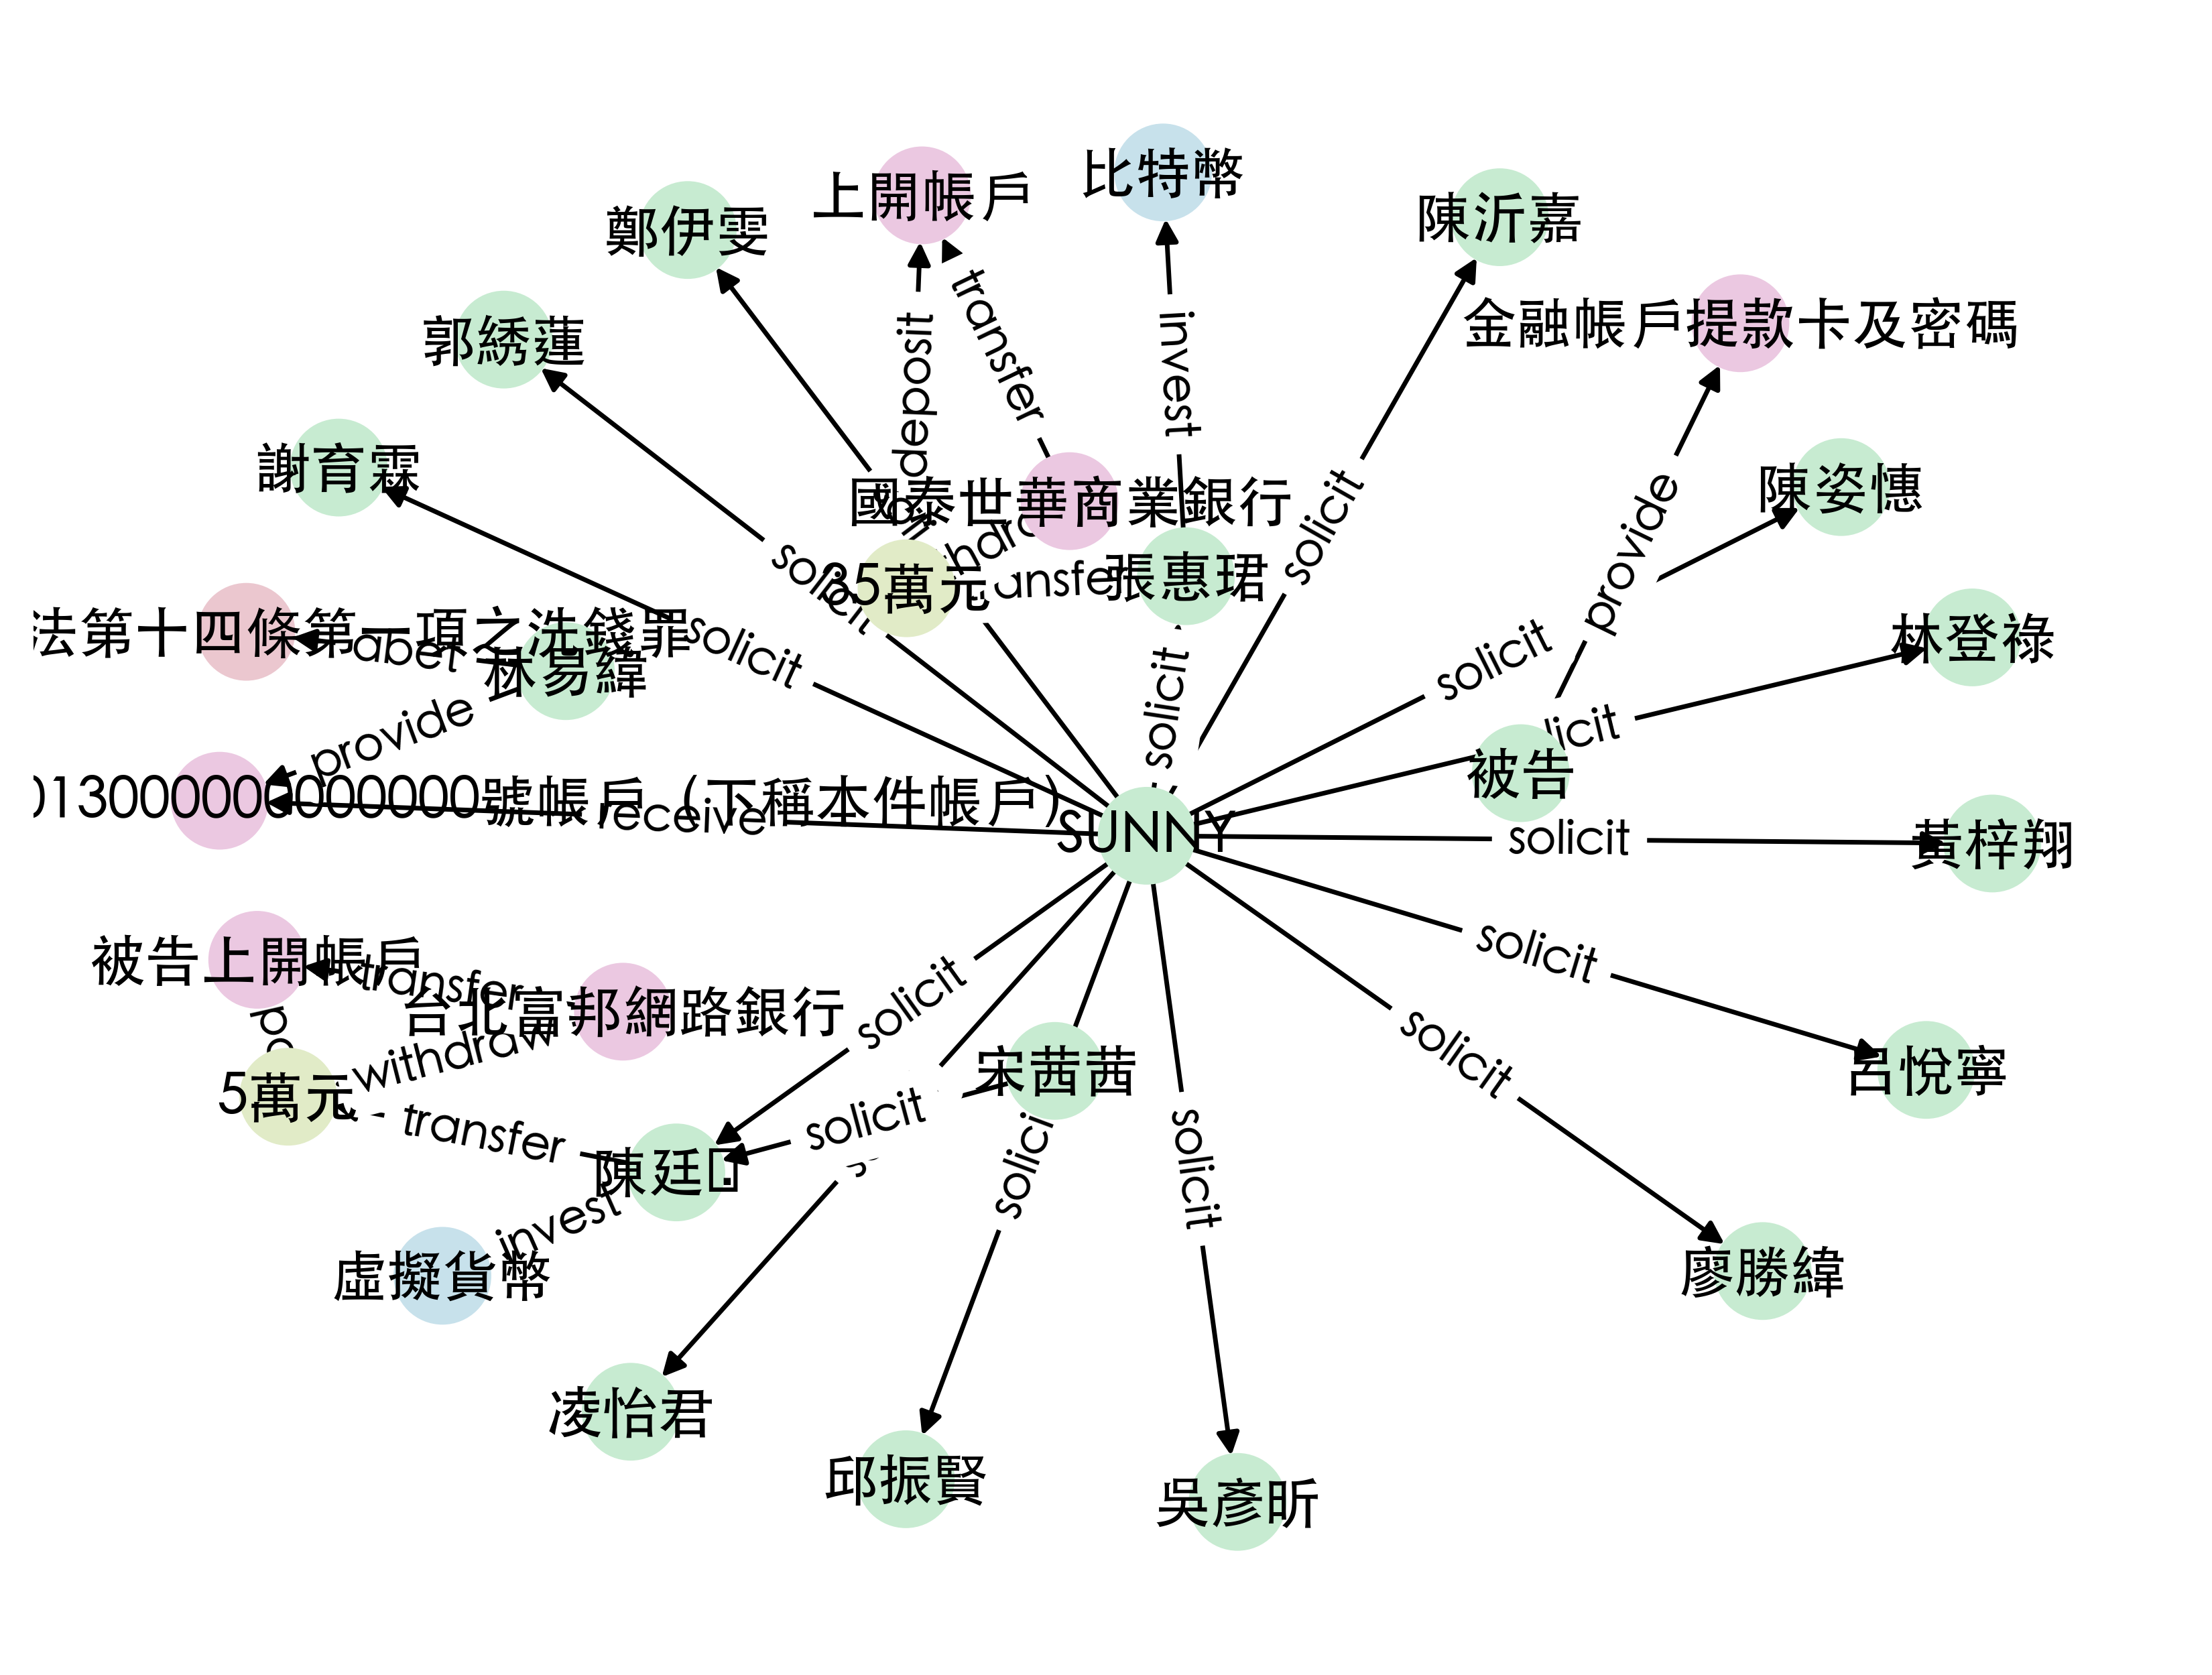 比特幣
上開帳戶
鄭伊雯
陳沂嘉
金融帳戶提款卡及密碼
郭綉蓮
transfer
deposit
invest
謝育霖
陳姿憓
國泰世華商業銀行
solicit
provide
35萬元
張惠珺
solicit
法第十四條第一項之洗錢罪
abet
林易緯
solicit
solicit
solicit
林登祿
provide
被告
0130000000000000號帳戶（下稱本件帳戶）
receive
SUNNY
solicit
黃梓翔
被告上開帳戶
transfer
solicit
台北富邦網路銀行
withdraw
solicit
solicit
5萬元
transfer
solicit
宋茜茜
呂悅寧
陳廷
solicit
invest
虛擬貨幣
廖勝緯
凌怡君
邱振賢
吳彥昕